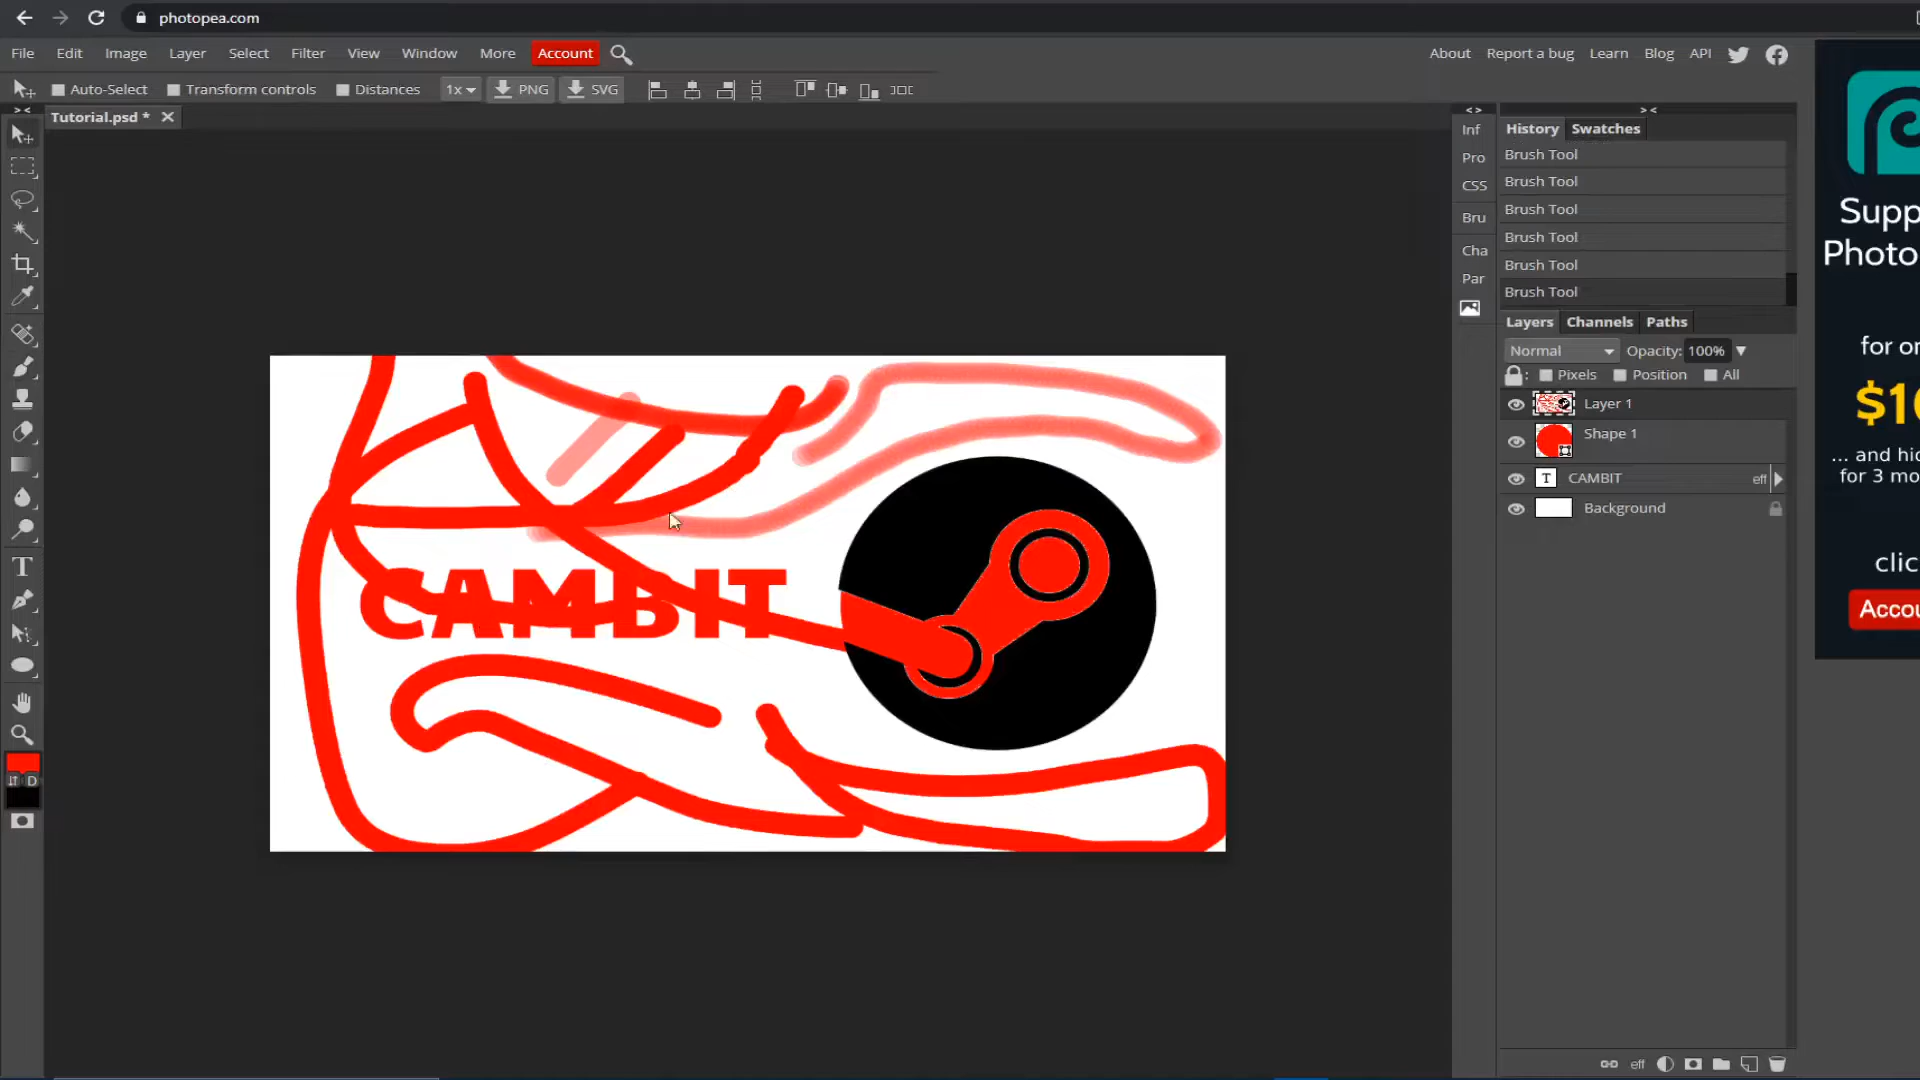 photopea.com
File Edit Image Layer Select Filter View Window More Account About Report a bug Learn Blog API
Auto-Select Transform controls Distances 1x PNG SVG
Tutorial.psd *
Inf
Pro
CSS
Bru
Cha
Par
History Swatches
Brush Tool
Brush Tool
Brush Tool
Brush Tool
Brush Tool
Brush Tool
Layers Channels Paths
Normal Opacity: 100%
Pixels Position All
Layer 1
Shape 1
T CAMBIT eff
Background
eff
CAMBIT
T
D
Supp
Photo
for or
$10
... and hid
for 3 mo
clic
Accou